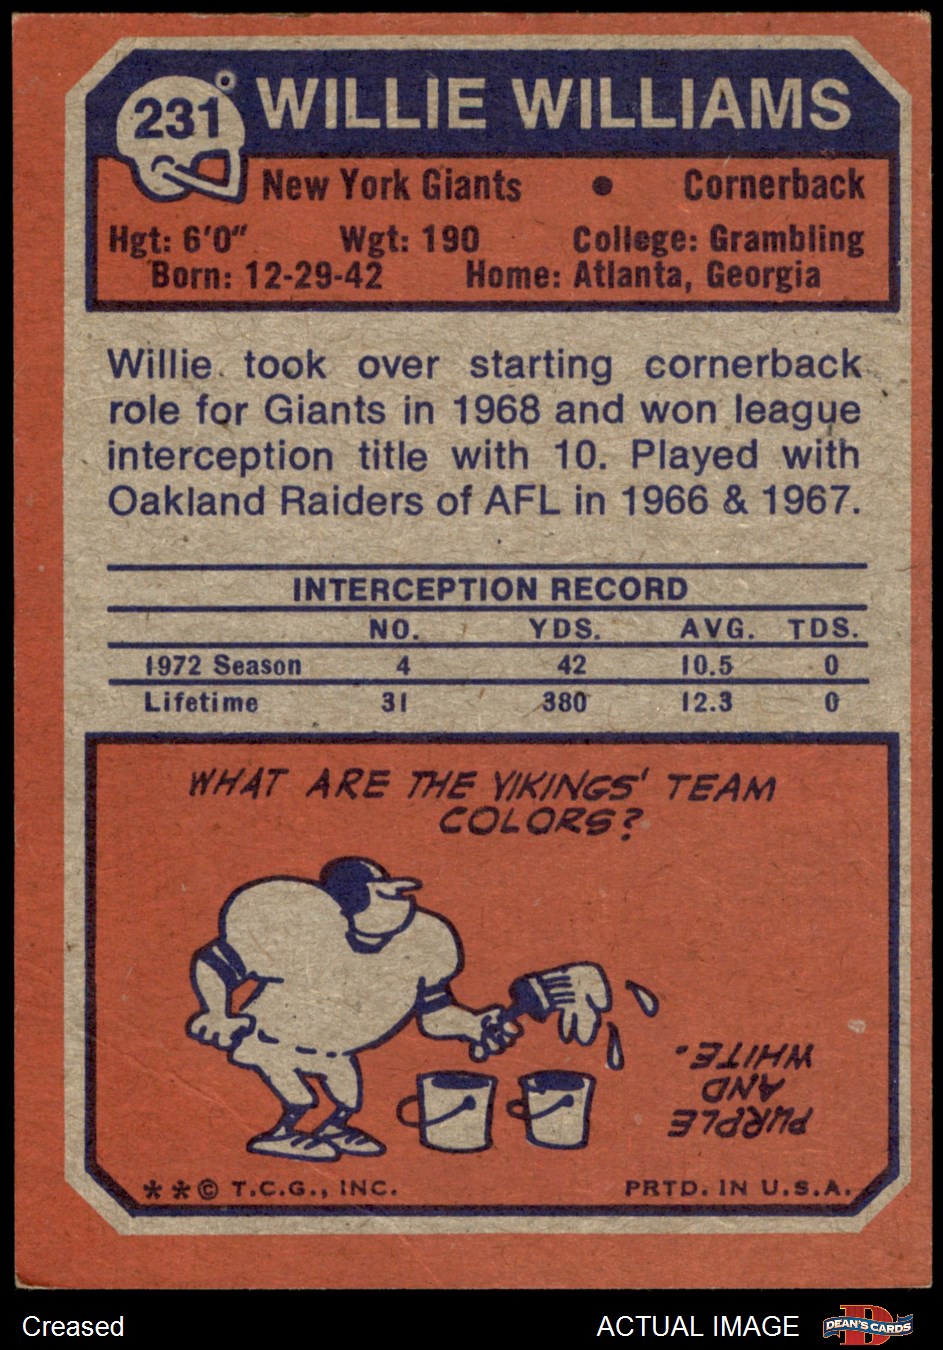 231
WILLIE WILLIAMS
New York Giants • Cornerback
Hgt: 6'0" Wgt: 190 College: Grambling
Born: 12-29-42 Home: Atlanta, Georgia
Willie took over starting cornerback
role for Giants in 1968 and won league
interception title with 10. Played with
Oakland Raiders of AFL in 1966 & 1967.
INTERCEPTION RECORD
NO. YDS. AVG. TDS.
1972 Season 4 42 10.5 0
Lifetime 31 380 12.3 0
WHAT ARE THE VIKINGS' TEAM
COLORS?
PURPLE
AND
WHITE.
* * © T.C.G., INC. PRTD. IN U.S.A.
Creased ACTUAL IMAGE
D
DEAN'S CARDS